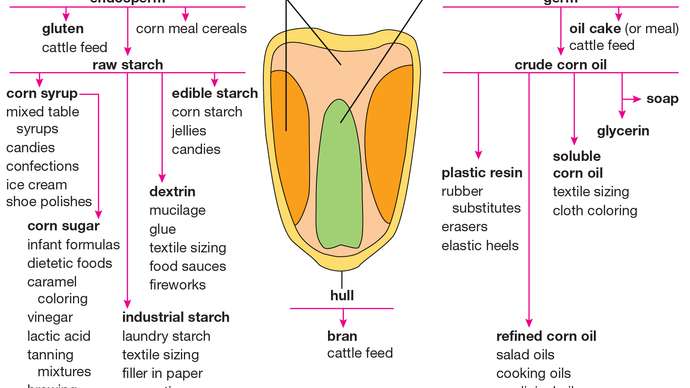 endosperm
germ
gluten
cattle feed
corn meal cereals
oil cake (or meal)
cattle feed
raw starch
crude corn oil
corn syrup
mixed table
syrups
candies
confections
ice cream
shoe polishes
edible starch
corn starch
jellies
candies
soap
glycerin
soluble
corn oil
textile sizing
cloth coloring
plastic resin
rubber
substitutes
erasers
elastic heels
dextrin
mucilage
glue
textile sizing
food sauces
fireworks
corn sugar
infant formulas
dietetic foods
caramel
coloring
vinegar
lactic acid
tanning
mixtures
brewing
industrial starch
laundry starch
textile sizing
filler in paper
hull
bran
cattle feed
refined corn oil
salad oils
cooking oils